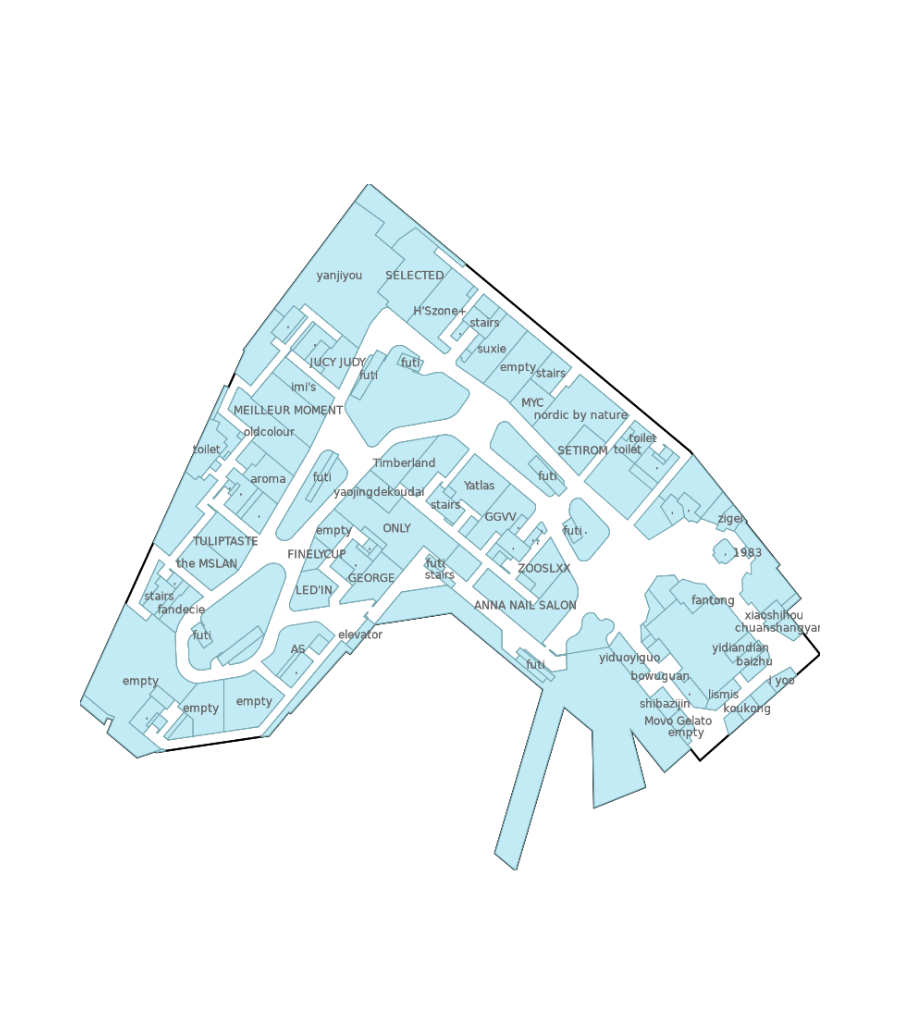 yanjiyou
SELECTED
H'Szone+
stairs
suxie
JUCY JUDY
futi
futi
empty
stairs
imi's
MYC
MEILLEUR MOMENT
nordic by nature
oldcolour
toilet
toilet
SETIROM
toilet
Timberland
aroma
futi
futi
yaojingdekoudai
Yatlas
stairs
GGVV
zigei
empty
ONLY
futi
TULIPTASTE
FINELYCUP
1983
the MSLAN
futi
stairs
GEORGE
ZOOSLXX
LED'IN
stairs
fandecie
fantong
ANNA NAIL SALON
xiaoshihou
chuanshangyar
futi
elevator
AS
yidiandian
yiduoyiguo
baizhu
futi
bowuguan
empty
l yoo
lismis
empty
empty
shibazijin
koukong
Movo Gelato
empty